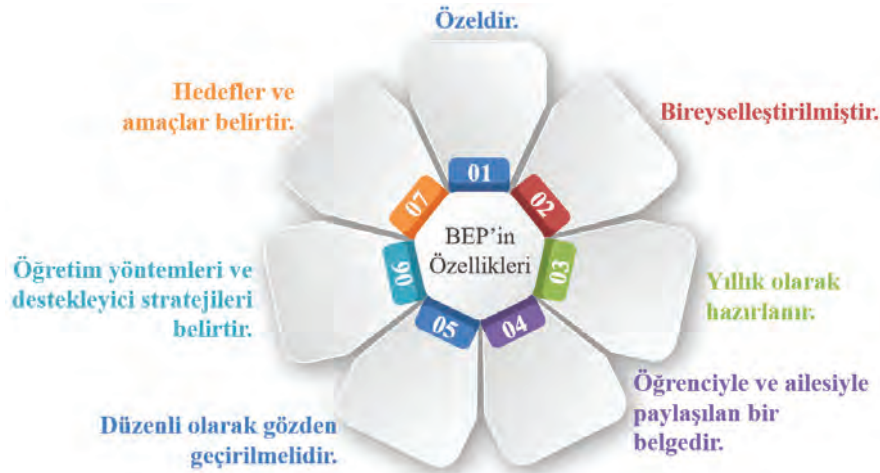 Özeldir.
Hedefler ve
amaçlar belirtir.
Bireyselleştirilmiştir.
01
07
02
BEP’in
Özellikleri
06
03
Öğretim yöntemleri ve
destekleyici stratejileri
belirtir.
Yıllık olarak
hazırlanır.
05
04
Öğrenciyle ve ailesiyle
paylaşılan bir
belgedir.
Düzenli olarak gözden
geçirilmelidir.